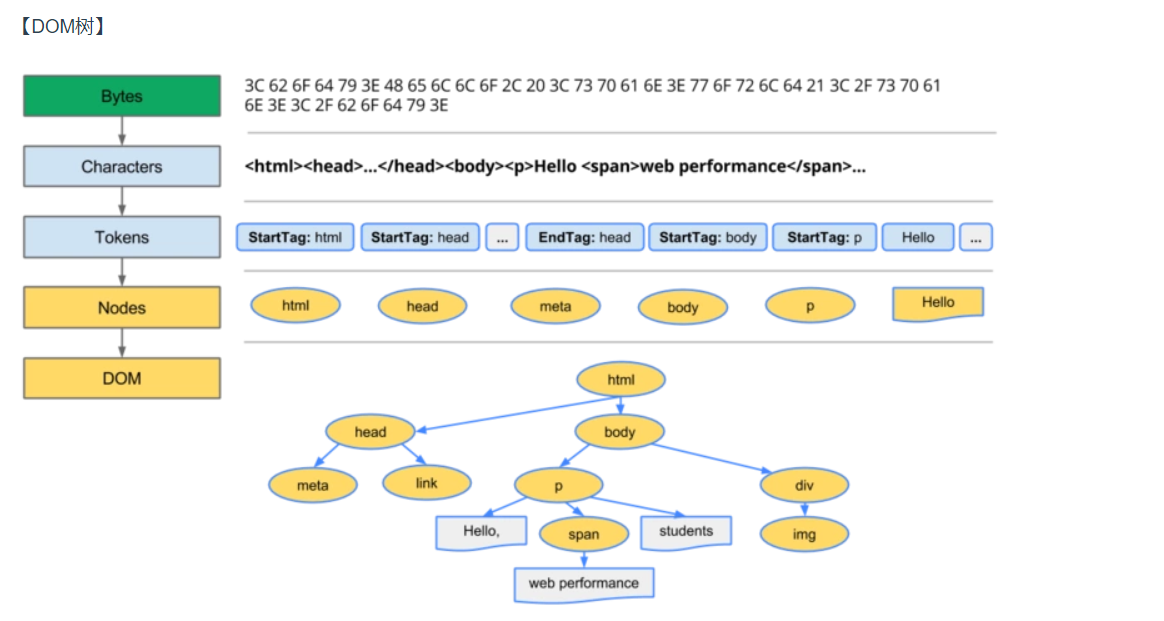 【DOM树】
Bytes
3C 62 6F 64 79 3E 48 65 6C 6C 6F 2C 20 3C 73 70 61 6E 3E 77 6F 72 6C 64 21 3C 2F 73 70 61
6E 3E 3C 2F 62 6F 64 79 3E
Characters
<html><head>...</head><body><p>Hello <span>web performance</span>...
Tokens
StartTag: html
StartTag: head
...
EndTag: head
StartTag: body
StartTag: p
Hello
...
Nodes
html
head
meta
body
p
Hello
DOM
html
head
body
meta
link
p
div
Hello,
span
students
img
web performance